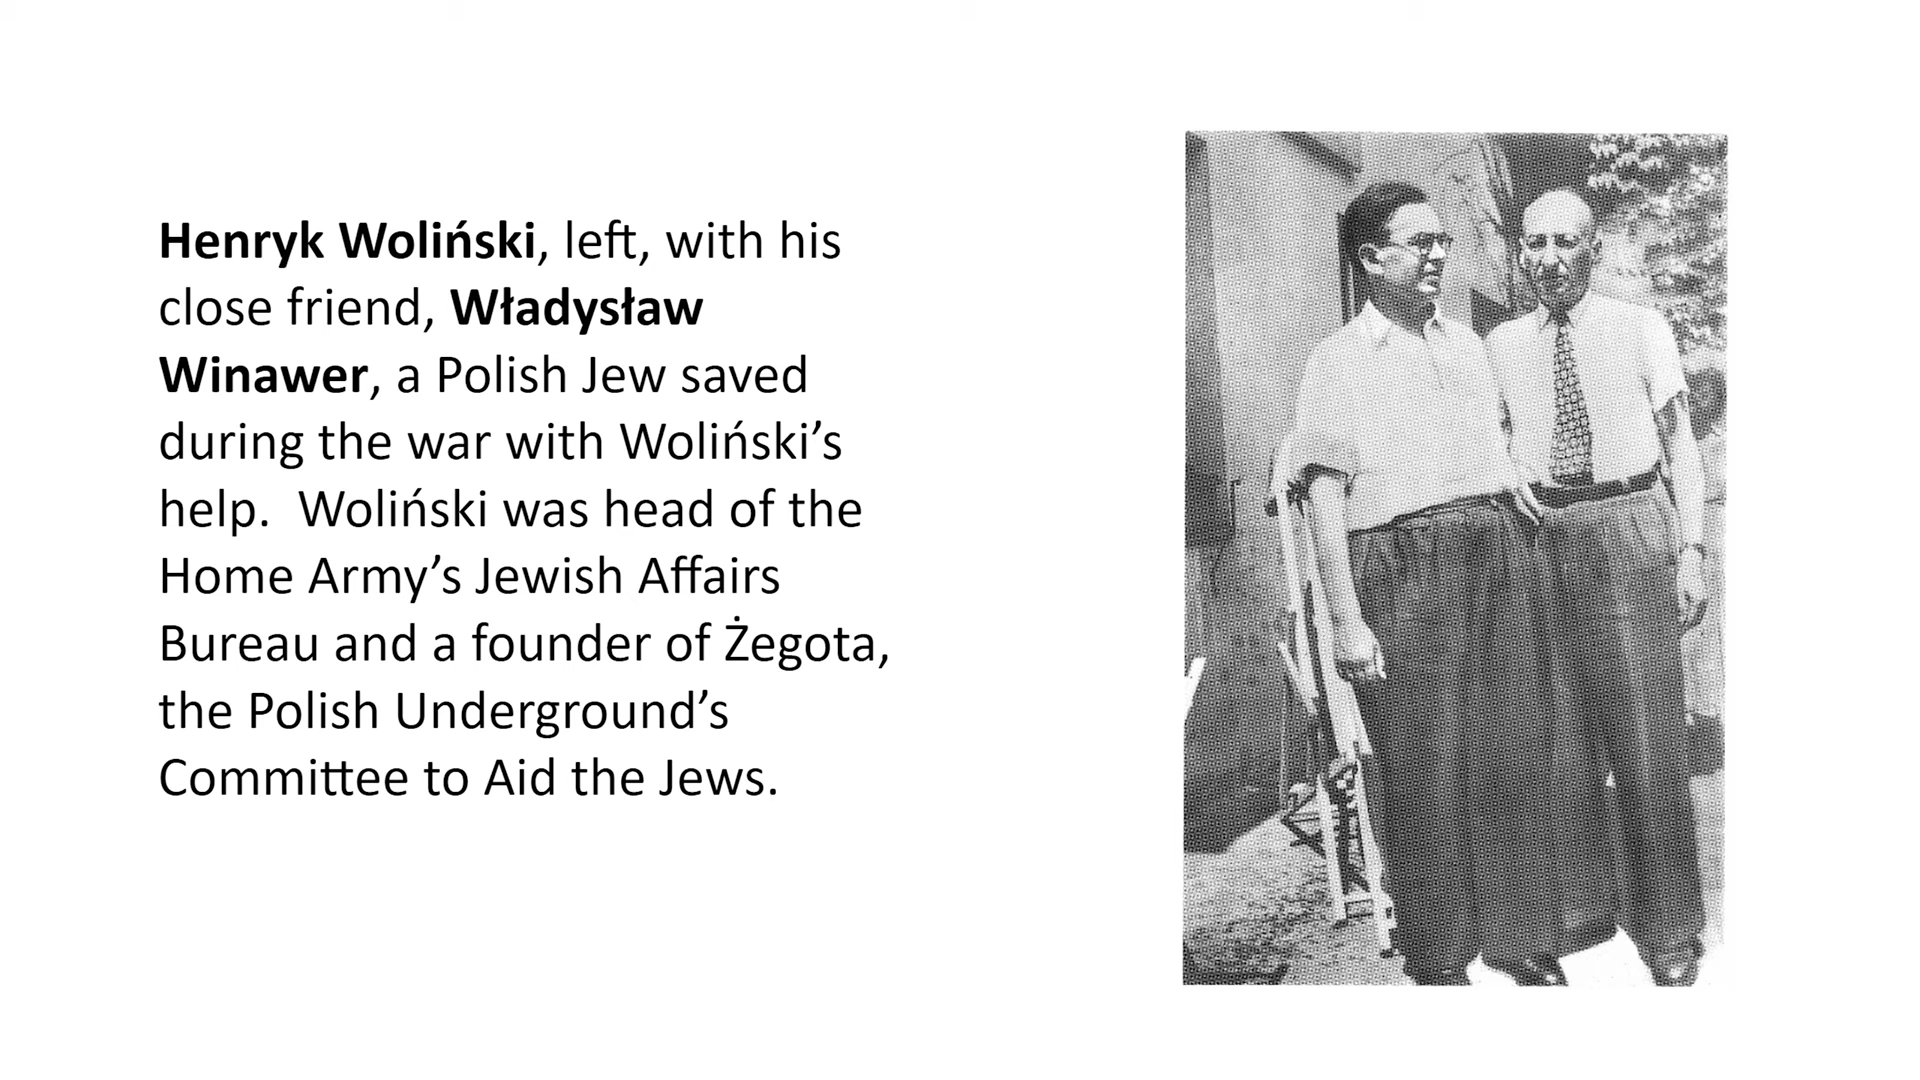 Henryk Woliński, left, with his
close friend, Władysław
Winawer, a Polish Jew saved
during the war with Woliński’s
help.  Woliński was head of the
Home Army’s Jewish Affairs
Bureau and a founder of Żegota,
the Polish Underground’s
Committee to Aid the Jews.